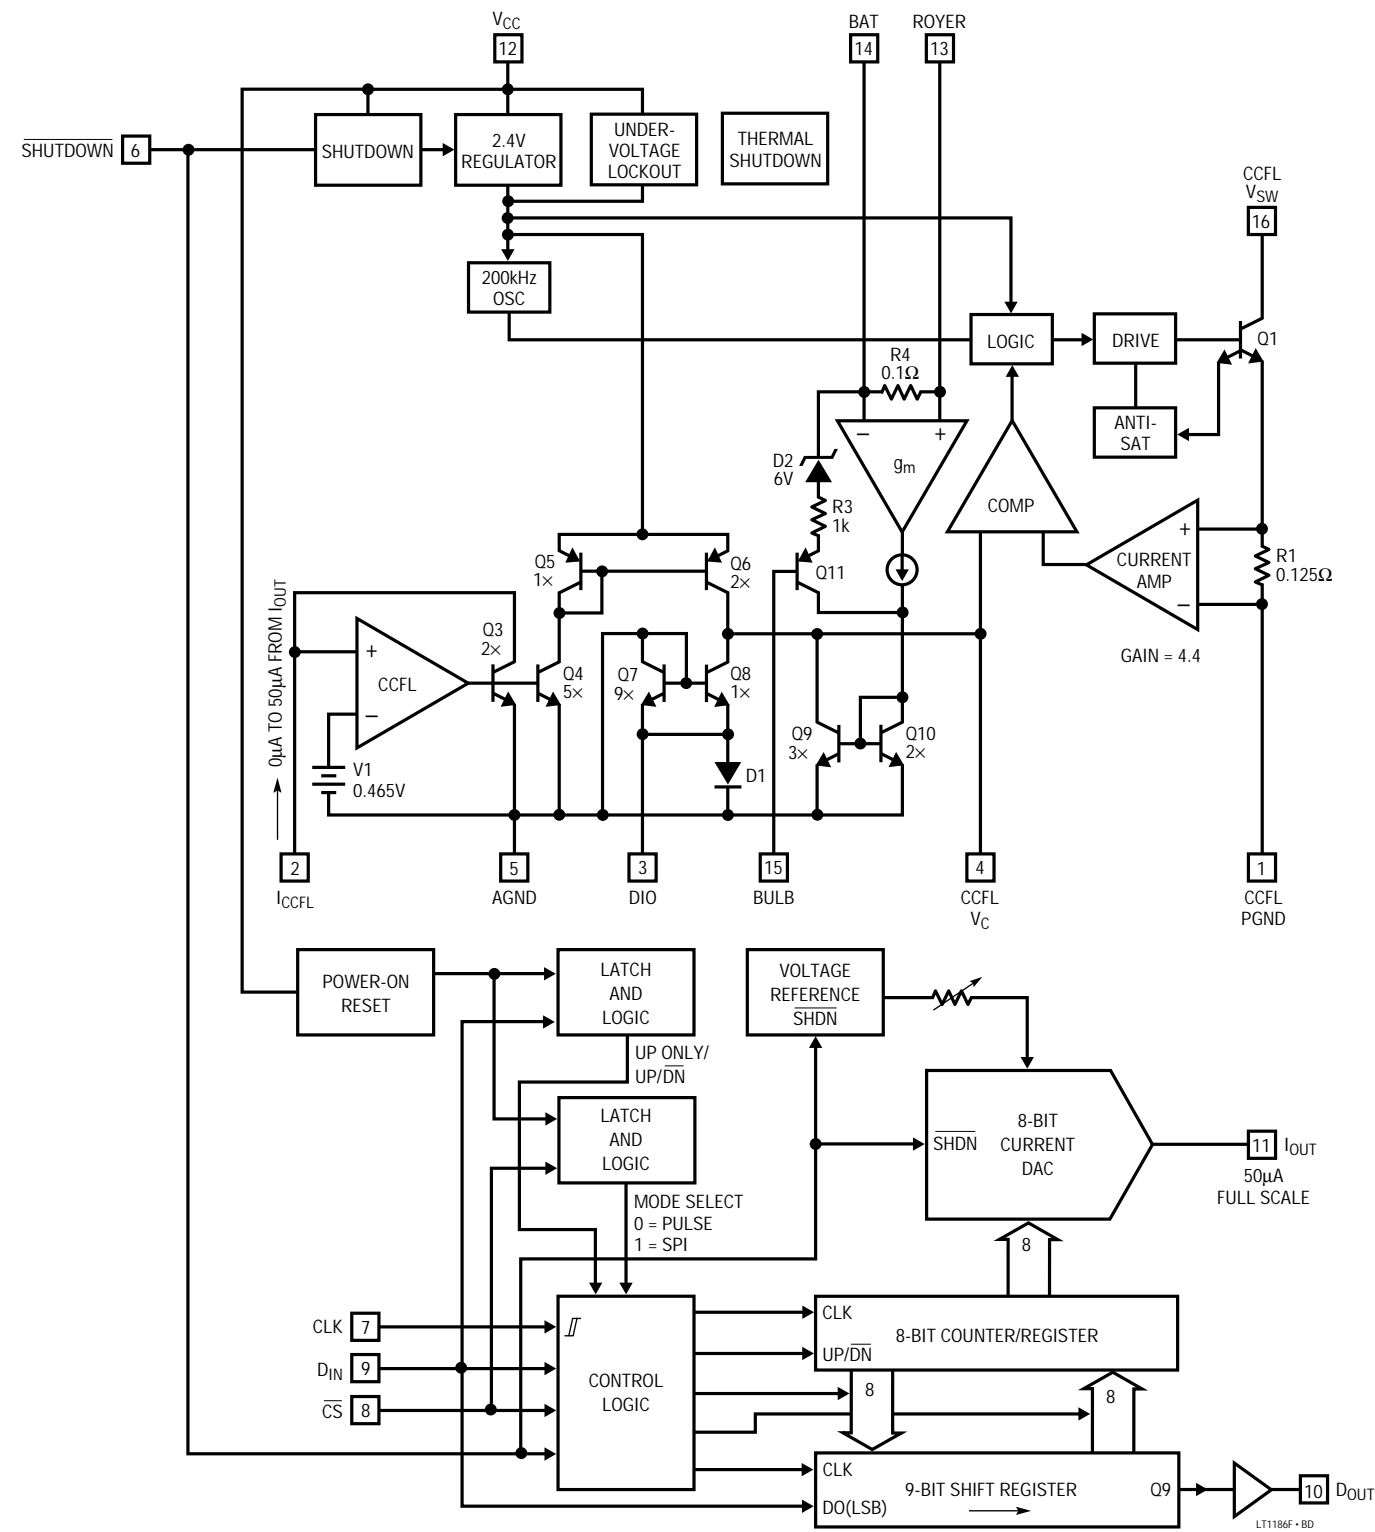 VCC
12
BAT
14
ROYER
13
SHUTDOWN
6
SHUTDOWN
2.4V
REGULATOR
UNDER-
VOLTAGE
LOCKOUT
THERMAL
SHUTDOWN
CCFL
VSW
16
200kHz
OSC
LOGIC
DRIVE
Q1
ANTI-
SAT
R4
0.1Ω
−
+
gm
D2
6V
R3
1k
Q11
COMP
CURRENT
AMP
+
−
R1
0.125Ω
GAIN = 4.4
Q5
1×
Q6
2×
0µA TO 50µA FROM IOUT
Q3
2×
+
CCFL
−
Q4
5×
Q7
9×
Q8
1×
Q9
3×
Q10
2×
V1
0.465V
D1
2
ICCFL
5
AGND
3
DIO
15
BULB
4
CCFL
VC
1
CCFL
PGND
POWER-ON
RESET
LATCH
AND
LOGIC
UP ONLY/
UP/DN
VOLTAGE
REFERENCE
SHDN
LATCH
AND
LOGIC
MODE SELECT
0 = PULSE
1 = SPI
SHDN
8-BIT
CURRENT
DAC
11
IOUT
50µA
FULL SCALE
8
CLK
7
DIN
9
CS
8
CONTROL
LOGIC
CLK
UP/DN
8-BIT COUNTER/REGISTER
8
8
CLK
DO(LSB)
9-BIT SHIFT REGISTER
Q9
10
DOUT
LT1186F • BD